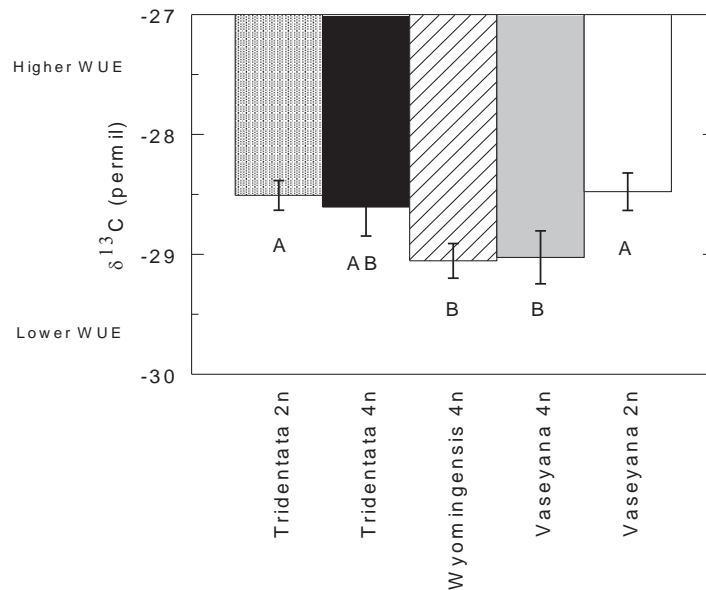 -27
Higher WUE
-28
δ 13C (permil)
-29
Lower WUE
-30
A
AB
B
B
A
Tridentata 2n
Tridentata 4n
Wyomingensis 4n
Vaseyana 4n
Vaseyana 2n